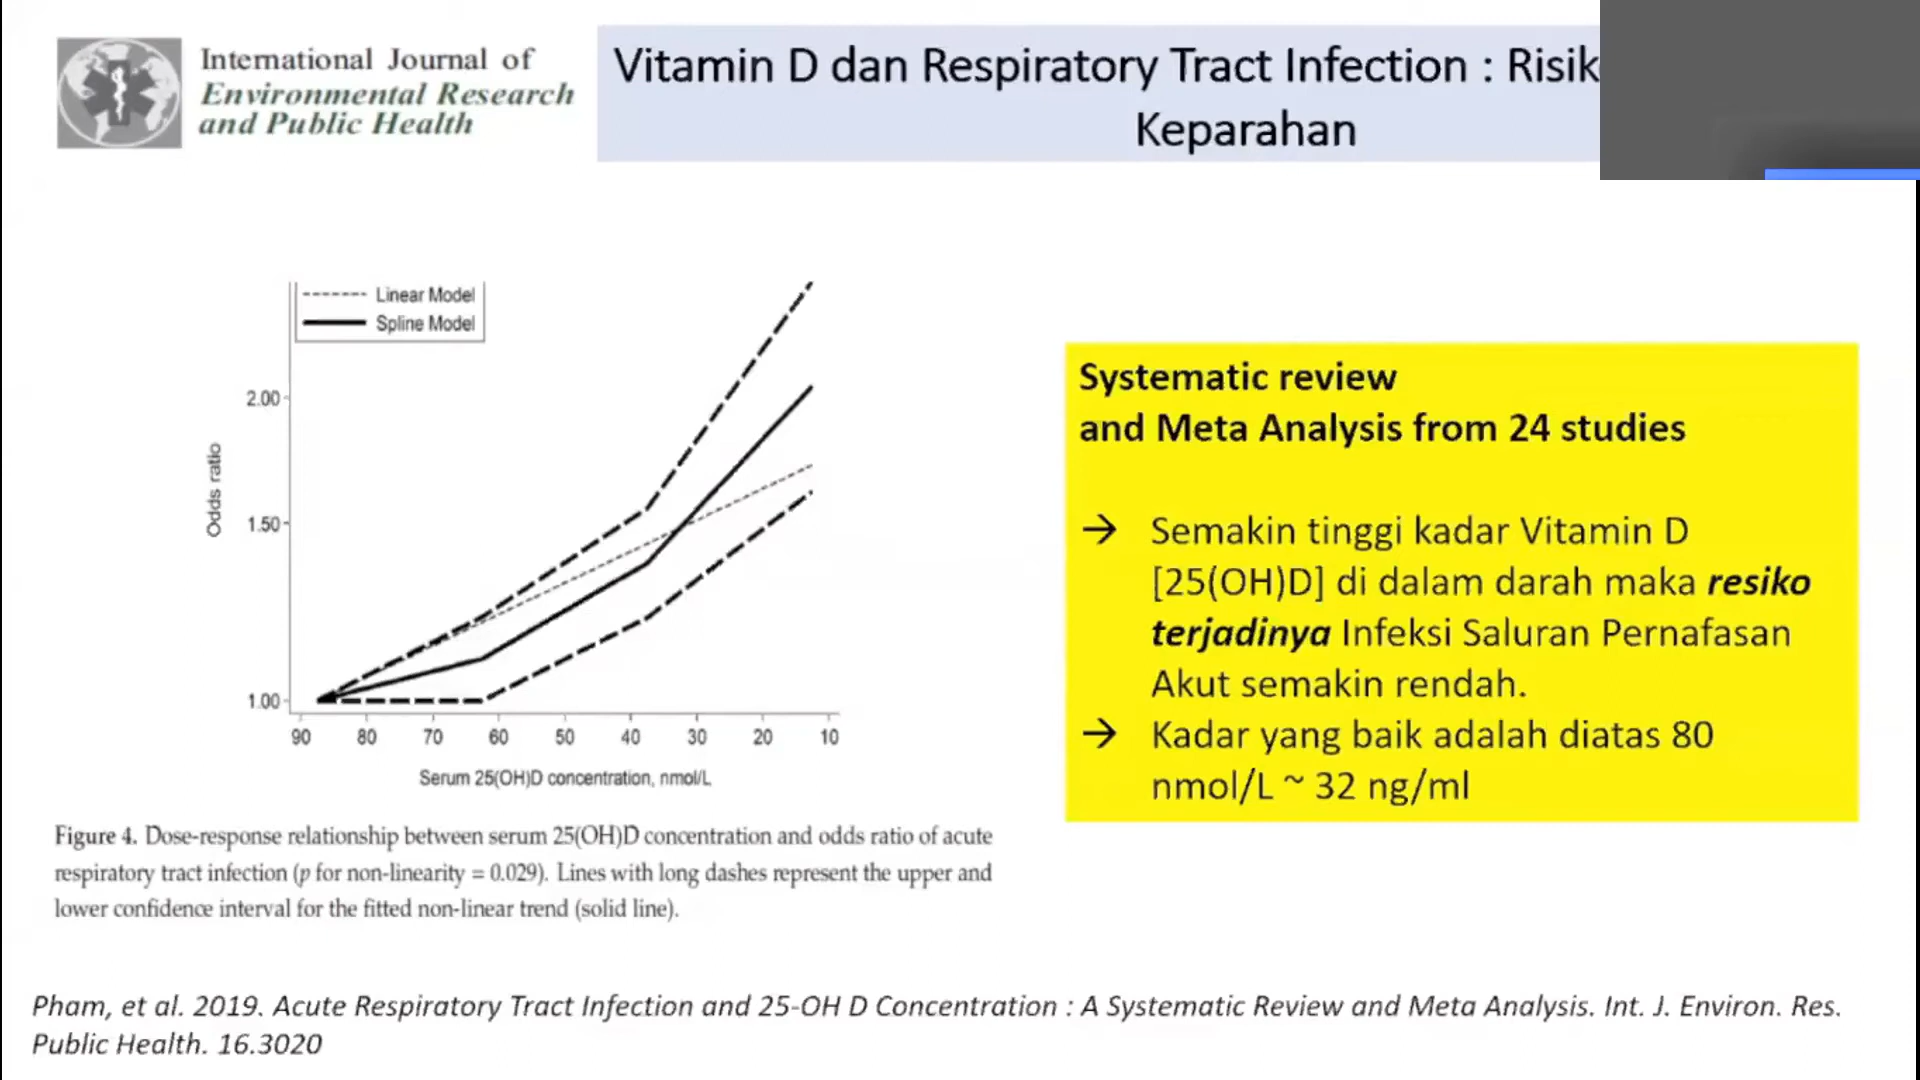 International Journal of
Environmental Research
and Public Health
Vitamin D dan Respiratory Tract Infection : Risik
Keparahan
Linear Model
Spline Model
2.00
1.50
1.00
Odds ratio
90 80 70 60 50 40 30 20 10
Serum 25(OH)D concentration, nmol/L
Figure 4. Dose-response relationship between serum 25(OH)D concentration and odds ratio of acute
respiratory tract infection (p for non-linearity = 0.029). Lines with long dashes represent the upper and
lower confidence interval for the fitted non-linear trend (solid line).
Systematic review
and Meta Analysis from 24 studies
→ Semakin tinggi kadar Vitamin D
[25(OH)D] di dalam darah maka resiko
terjadinya Infeksi Saluran Pernafasan
Akut semakin rendah.
→ Kadar yang baik adalah diatas 80
nmol/L ~ 32 ng/ml
Pham, et al. 2019. Acute Respiratory Tract Infection and 25-OH D Concentration : A Systematic Review and Meta Analysis. Int. J. Environ. Res.
Public Health. 16.3020